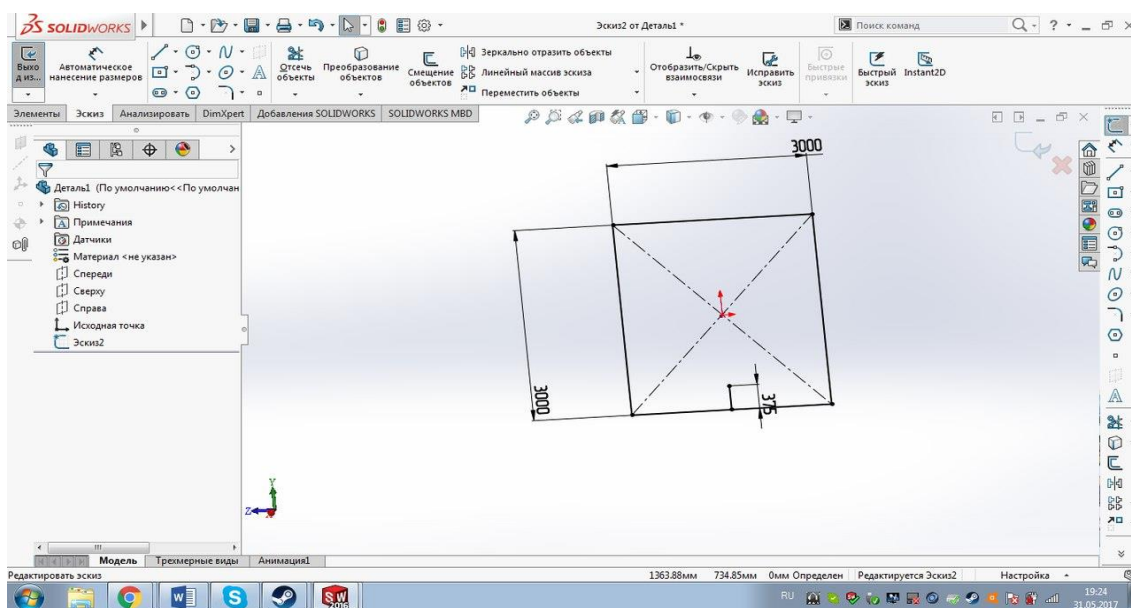 SOLIDWORKS
Эскиз2 от Деталь1 *
Поиск команд
Выхо
д из...
Автоматическое
нанесение размеров
Отсечь
объекты
Преобразование
объектов
Смещение
объектов
Зеркально отразить объекты
Линейный массив эскиза
Переместить объекты
Отобразить/Скрыть
взаимосвязи
Исправить
эскиз
Быстрые
привязки
Быстрый
эскиз
Instant2D
Элементы
Эскиз
Анализировать
DimXpert
Добавления SOLIDWORKS
SOLIDWORKS MBD
Деталь1 (По умолчанию<<По умолчан
History
Примечания
Датчики
Материал <не указан>
Спереди
Сверху
Справа
Исходная точка
Эскиз2
3000
3000
375
Y
Z
Модель
Трехмерные виды
Анимация1
Редактировать эскиз
1363.88мм
734.85мм
0мм
Определен
Редактируется Эскиз2
Настройка
RU
19:24
31.05.2017